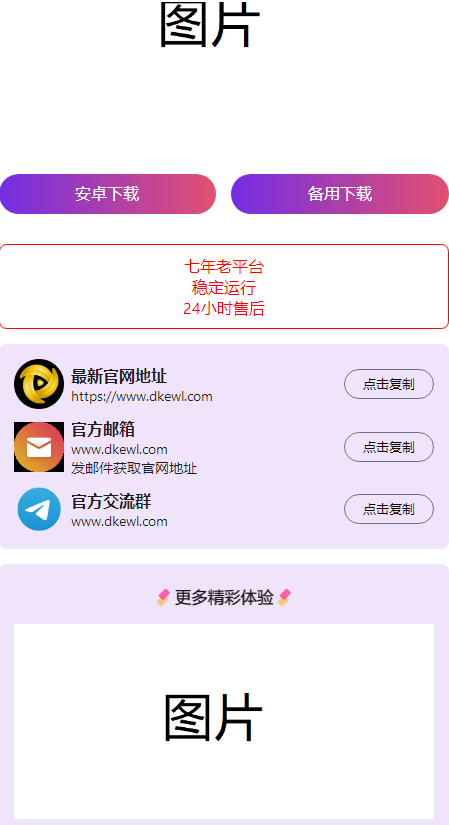 图片
安卓下载
备用下载
七年老平台
稳定运行
24小时售后
最新官网地址
https://www.dkewl.com
点击复制
官方邮箱
www.dkewl.com
发邮件获取官网地址
点击复制
官方交流群
www.dkewl.com
点击复制
更多精彩体验
图片